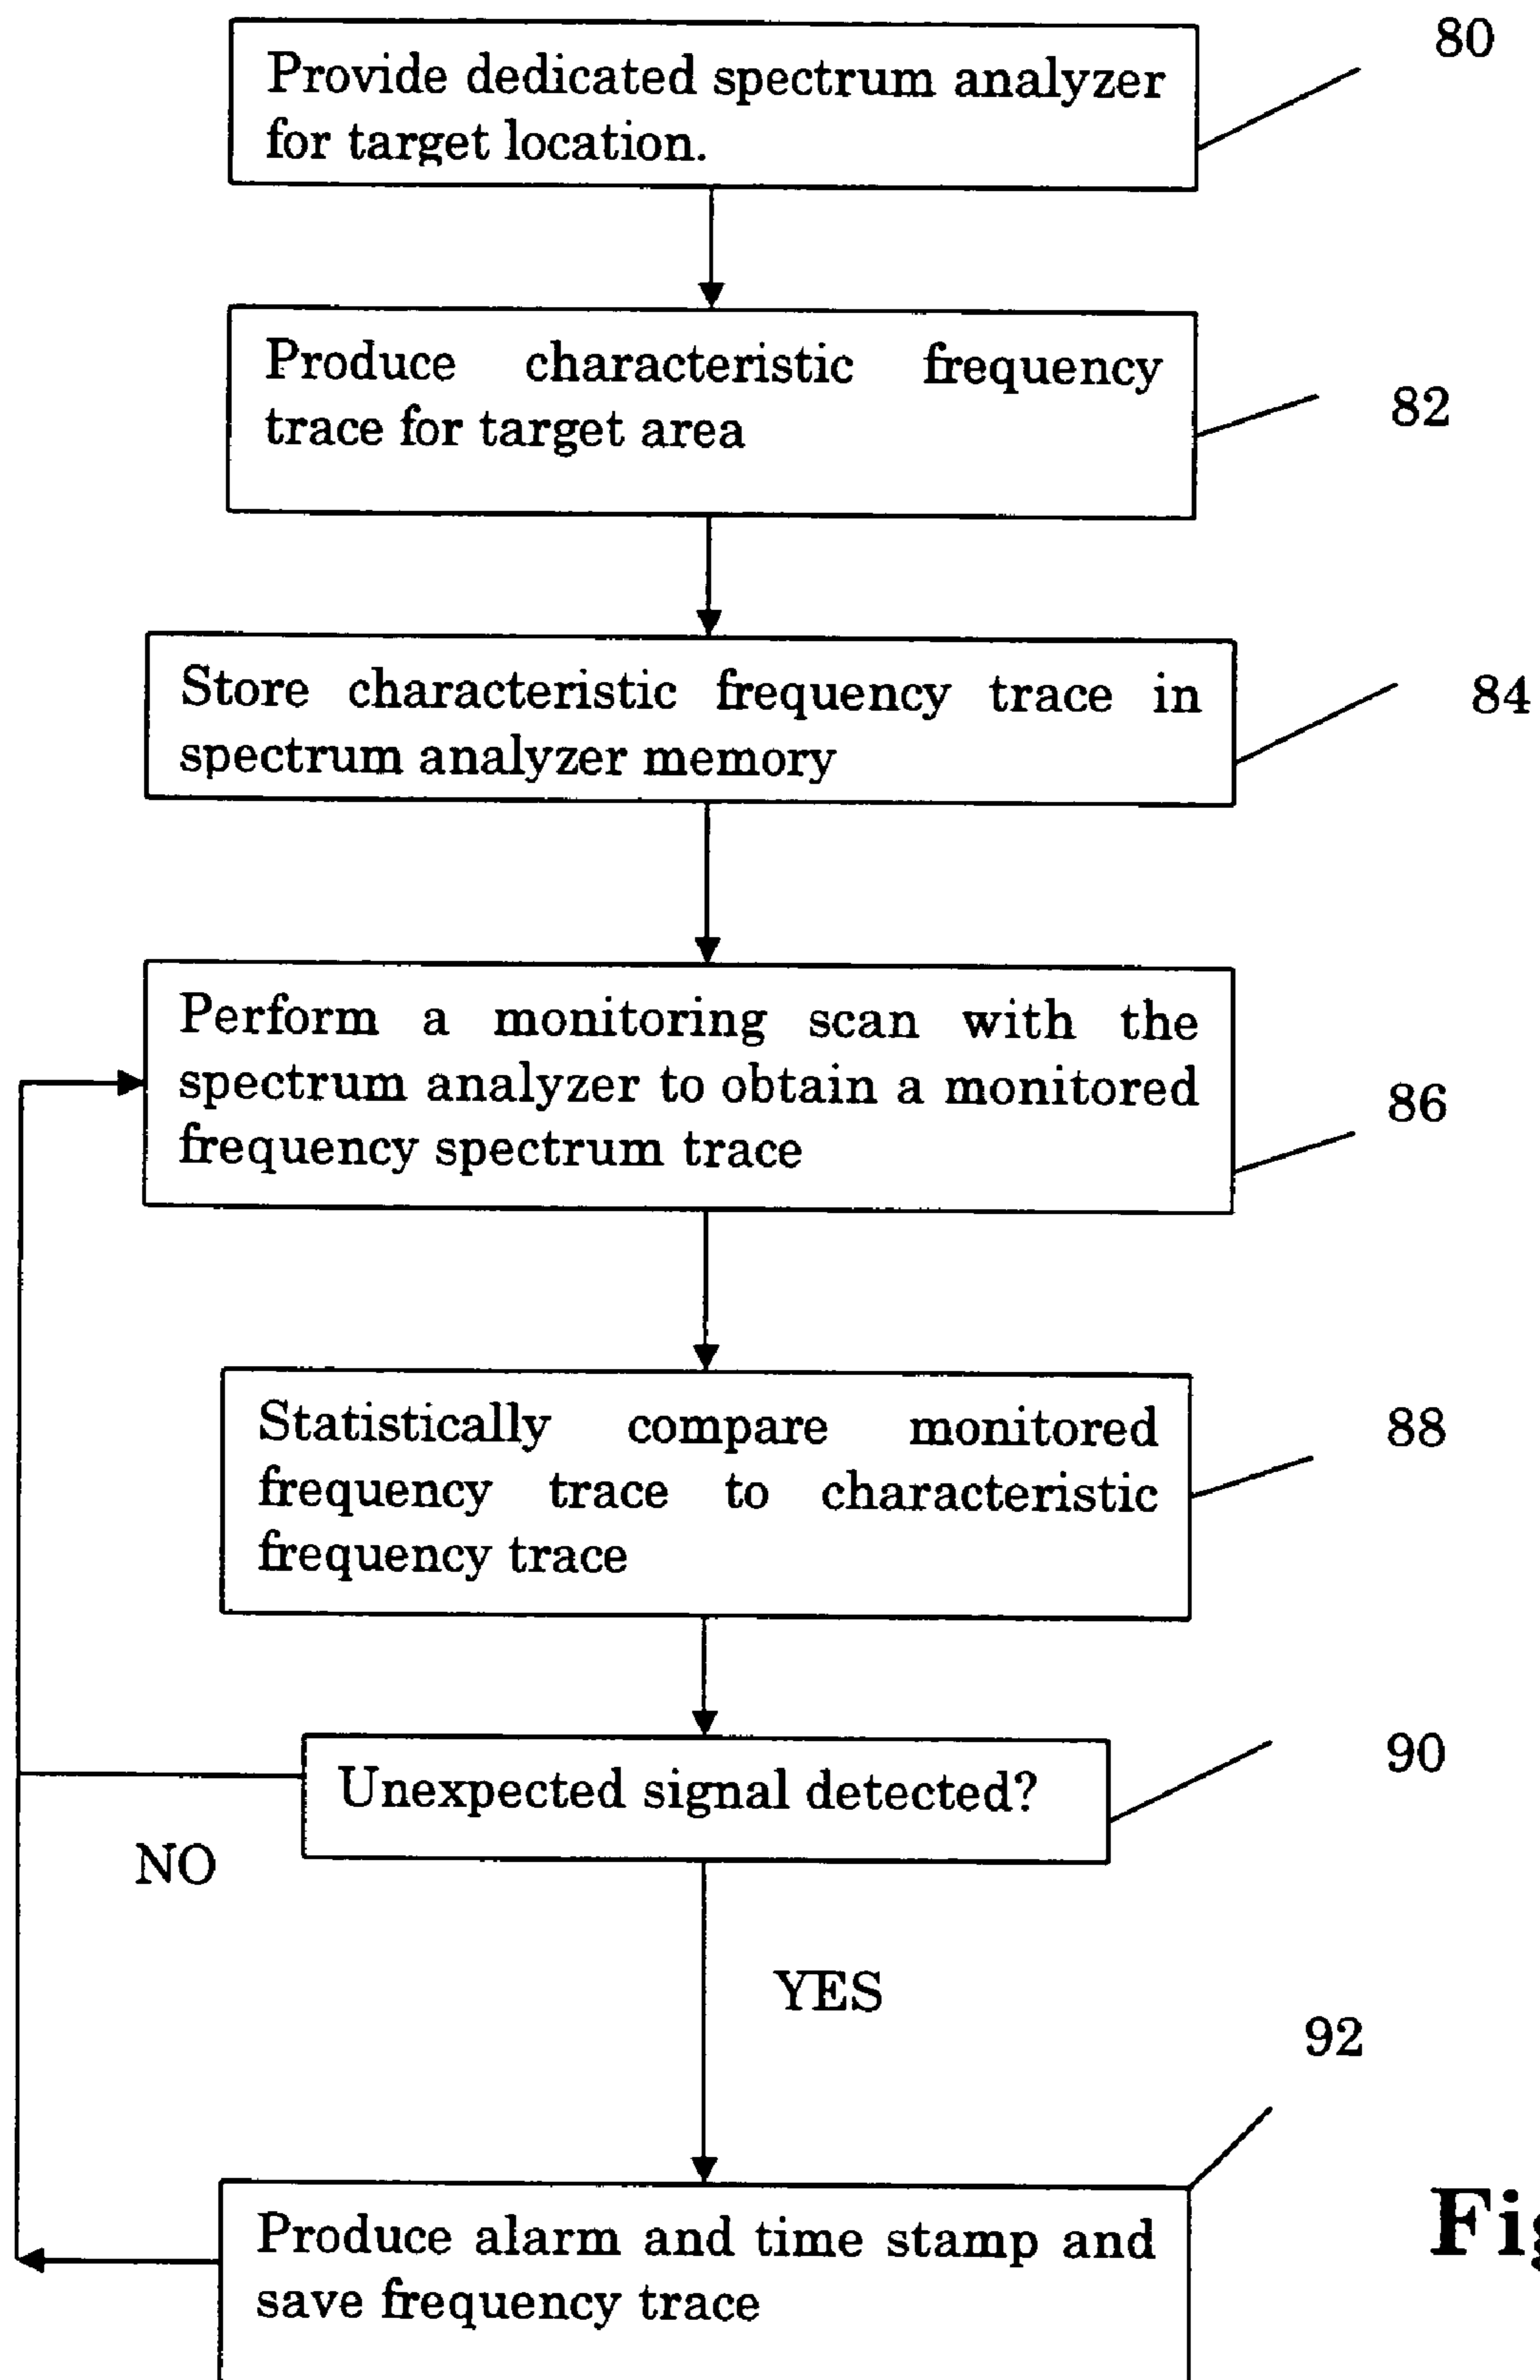 80
Provide dedicated spectrum analyzer
for target location.
Produce characteristic frequency
trace for target area
82
Store characteristic frequency trace in
spectrum analyzer memory
84
Perform a monitoring scan with the
spectrum analyzer to obtain a monitored
frequency spectrum trace
86
Statistically compare monitored
frequency trace to characteristic
frequency trace
88
Unexpected signal detected?
90
NO
YES
92
Produce alarm and time stamp and
save frequency trace